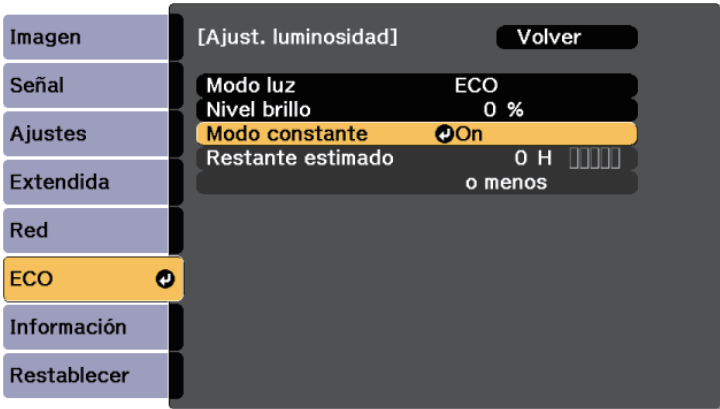 Imagen
Señal
Ajustes
Extendida
Red
ECO
Información
Restablecer
[Ajust. luminosidad] Volver
Modo luz ECO
Nivel brillo 0 %
Modo constante On
Restante estimado 0 H
o menos